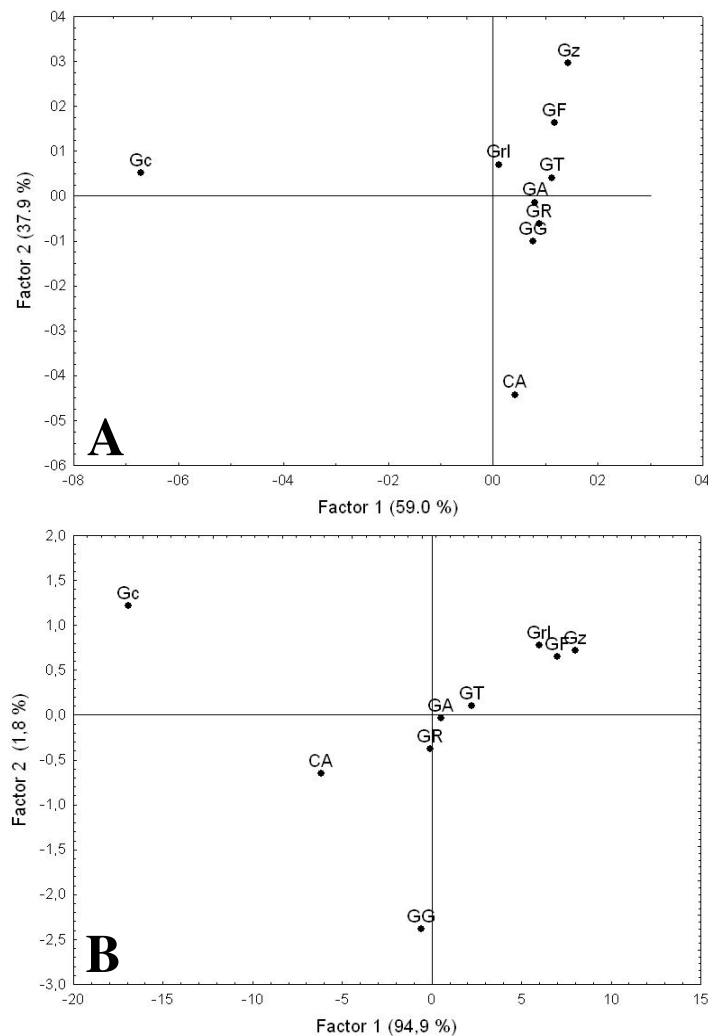 04
03
02
01
00
-01
-02
-03
-04
-05
-06
Factor 2 (37.9 %)
Gz
GF
Gc
Grl
GT
GA
GR
GG
CA
A
-08 -06 -04 -02 00 02 04
Factor 1 (59.0 %)
2,0
1,5
1,0
0,5
0,0
-0,5
-1,0
-1,5
-2,0
-2,5
-3,0
Factor 2 (1,8 %)
Gc
Grl
GF
Gz
GT
GA
GR
CA
GG
B
-20 -15 -10 -5 0 5 10 15
Factor 1 (94,9 %)